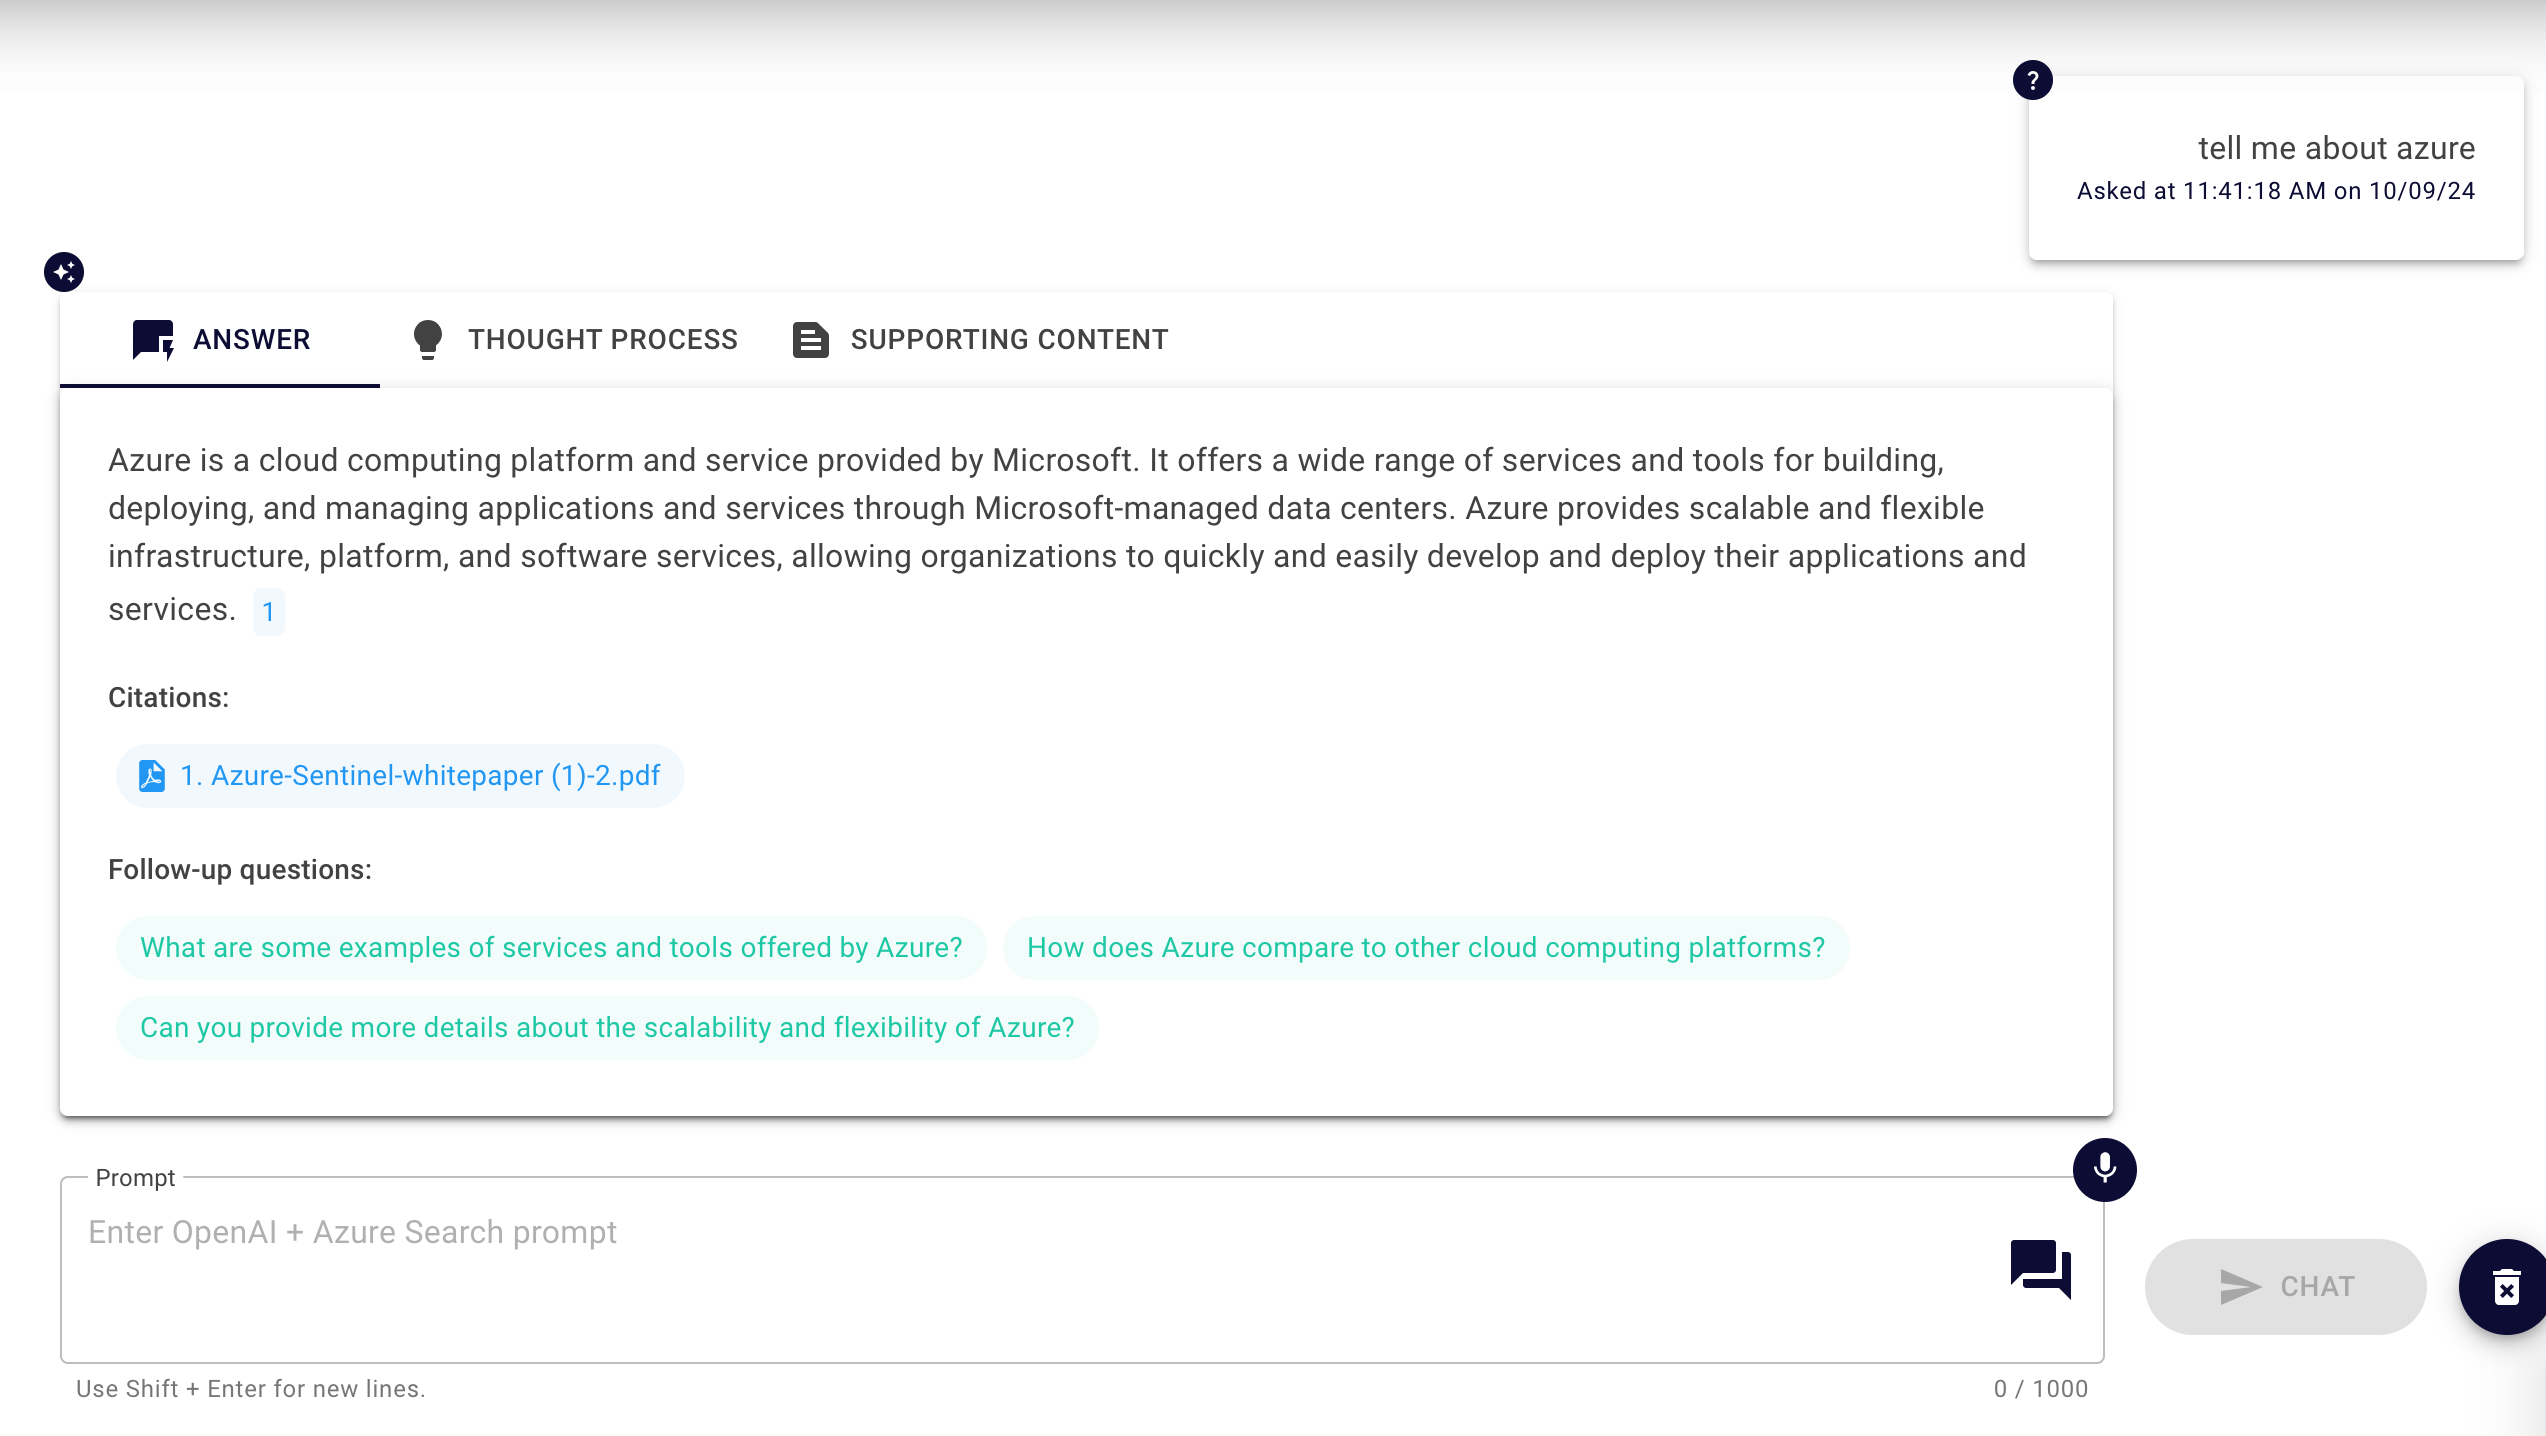 ?
tell me about azure
Asked at 11:41:18 AM on 10/09/24
ANSWER THOUGHT PROCESS SUPPORTING CONTENT
Azure is a cloud computing platform and service provided by Microsoft. It offers a wide range of services and tools for building,
deploying, and managing applications and services through Microsoft-managed data centers. Azure provides scalable and flexible
infrastructure, platform, and software services, allowing organizations to quickly and easily develop and deploy their applications and
services. 1
Citations:
1. Azure-Sentinel-whitepaper (1)-2.pdf
Follow-up questions:
What are some examples of services and tools offered by Azure? How does Azure compare to other cloud computing platforms?
Can you provide more details about the scalability and flexibility of Azure?
Prompt
Enter OpenAI + Azure Search prompt
CHAT
Use Shift + Enter for new lines. 0 / 1000